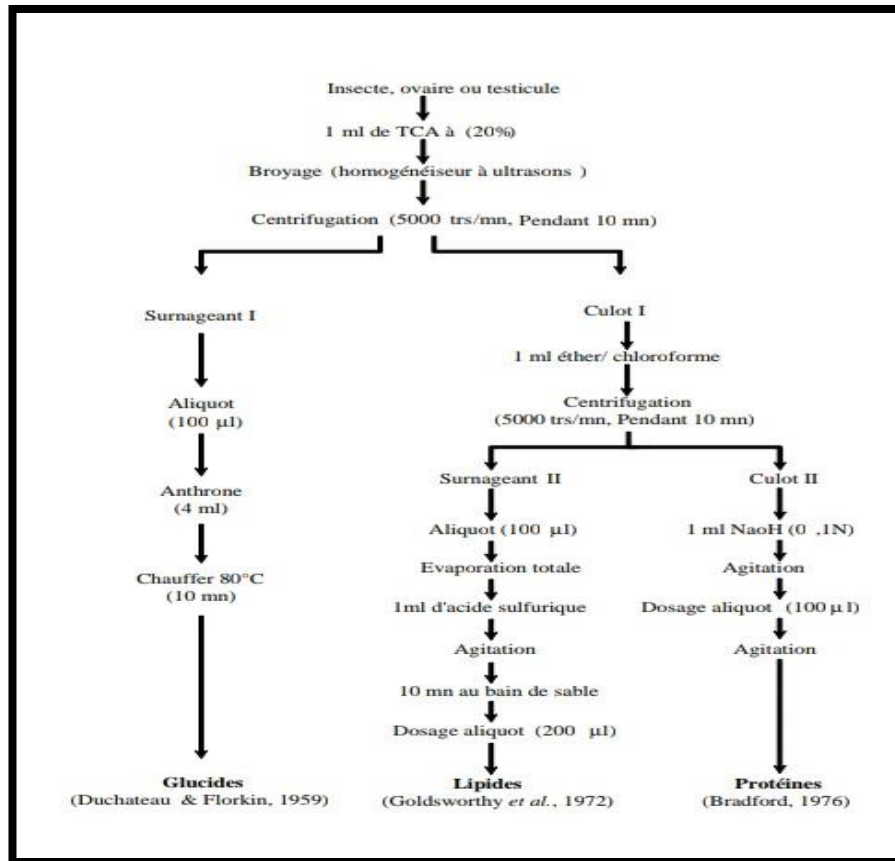 Insecte, ovaire ou testicule
1 ml de TCA à (20%)
Broyage (homogénéiseur à ultrasons )
Centrifugation (5000 trs/mn, Pendant 10 mn)
Surnageant I
Aliquot
(100 µl)
Anthrone
(4 ml)
Chauffer 80°C
(10 mn)
Glucides
(Duchateau & Florkin, 1959)
Culot I
1 ml éther/ chloroforme
Centrifugation
(5000 trs/mn, Pendant 10 mn)
Surnageant II
Aliquot (100 µl)
Evaporation totale
1ml d'acide sulfurique
Agitation
10 mn au bain de sable
Dosage aliquot (200 µl)
Lipides
(Goldsworthy et al., 1972)
Culot II
1 ml NaoH (0 ,1N)
Agitation
Dosage aliquot (100 µl)
Agitation
Protéines
(Bradford, 1976)